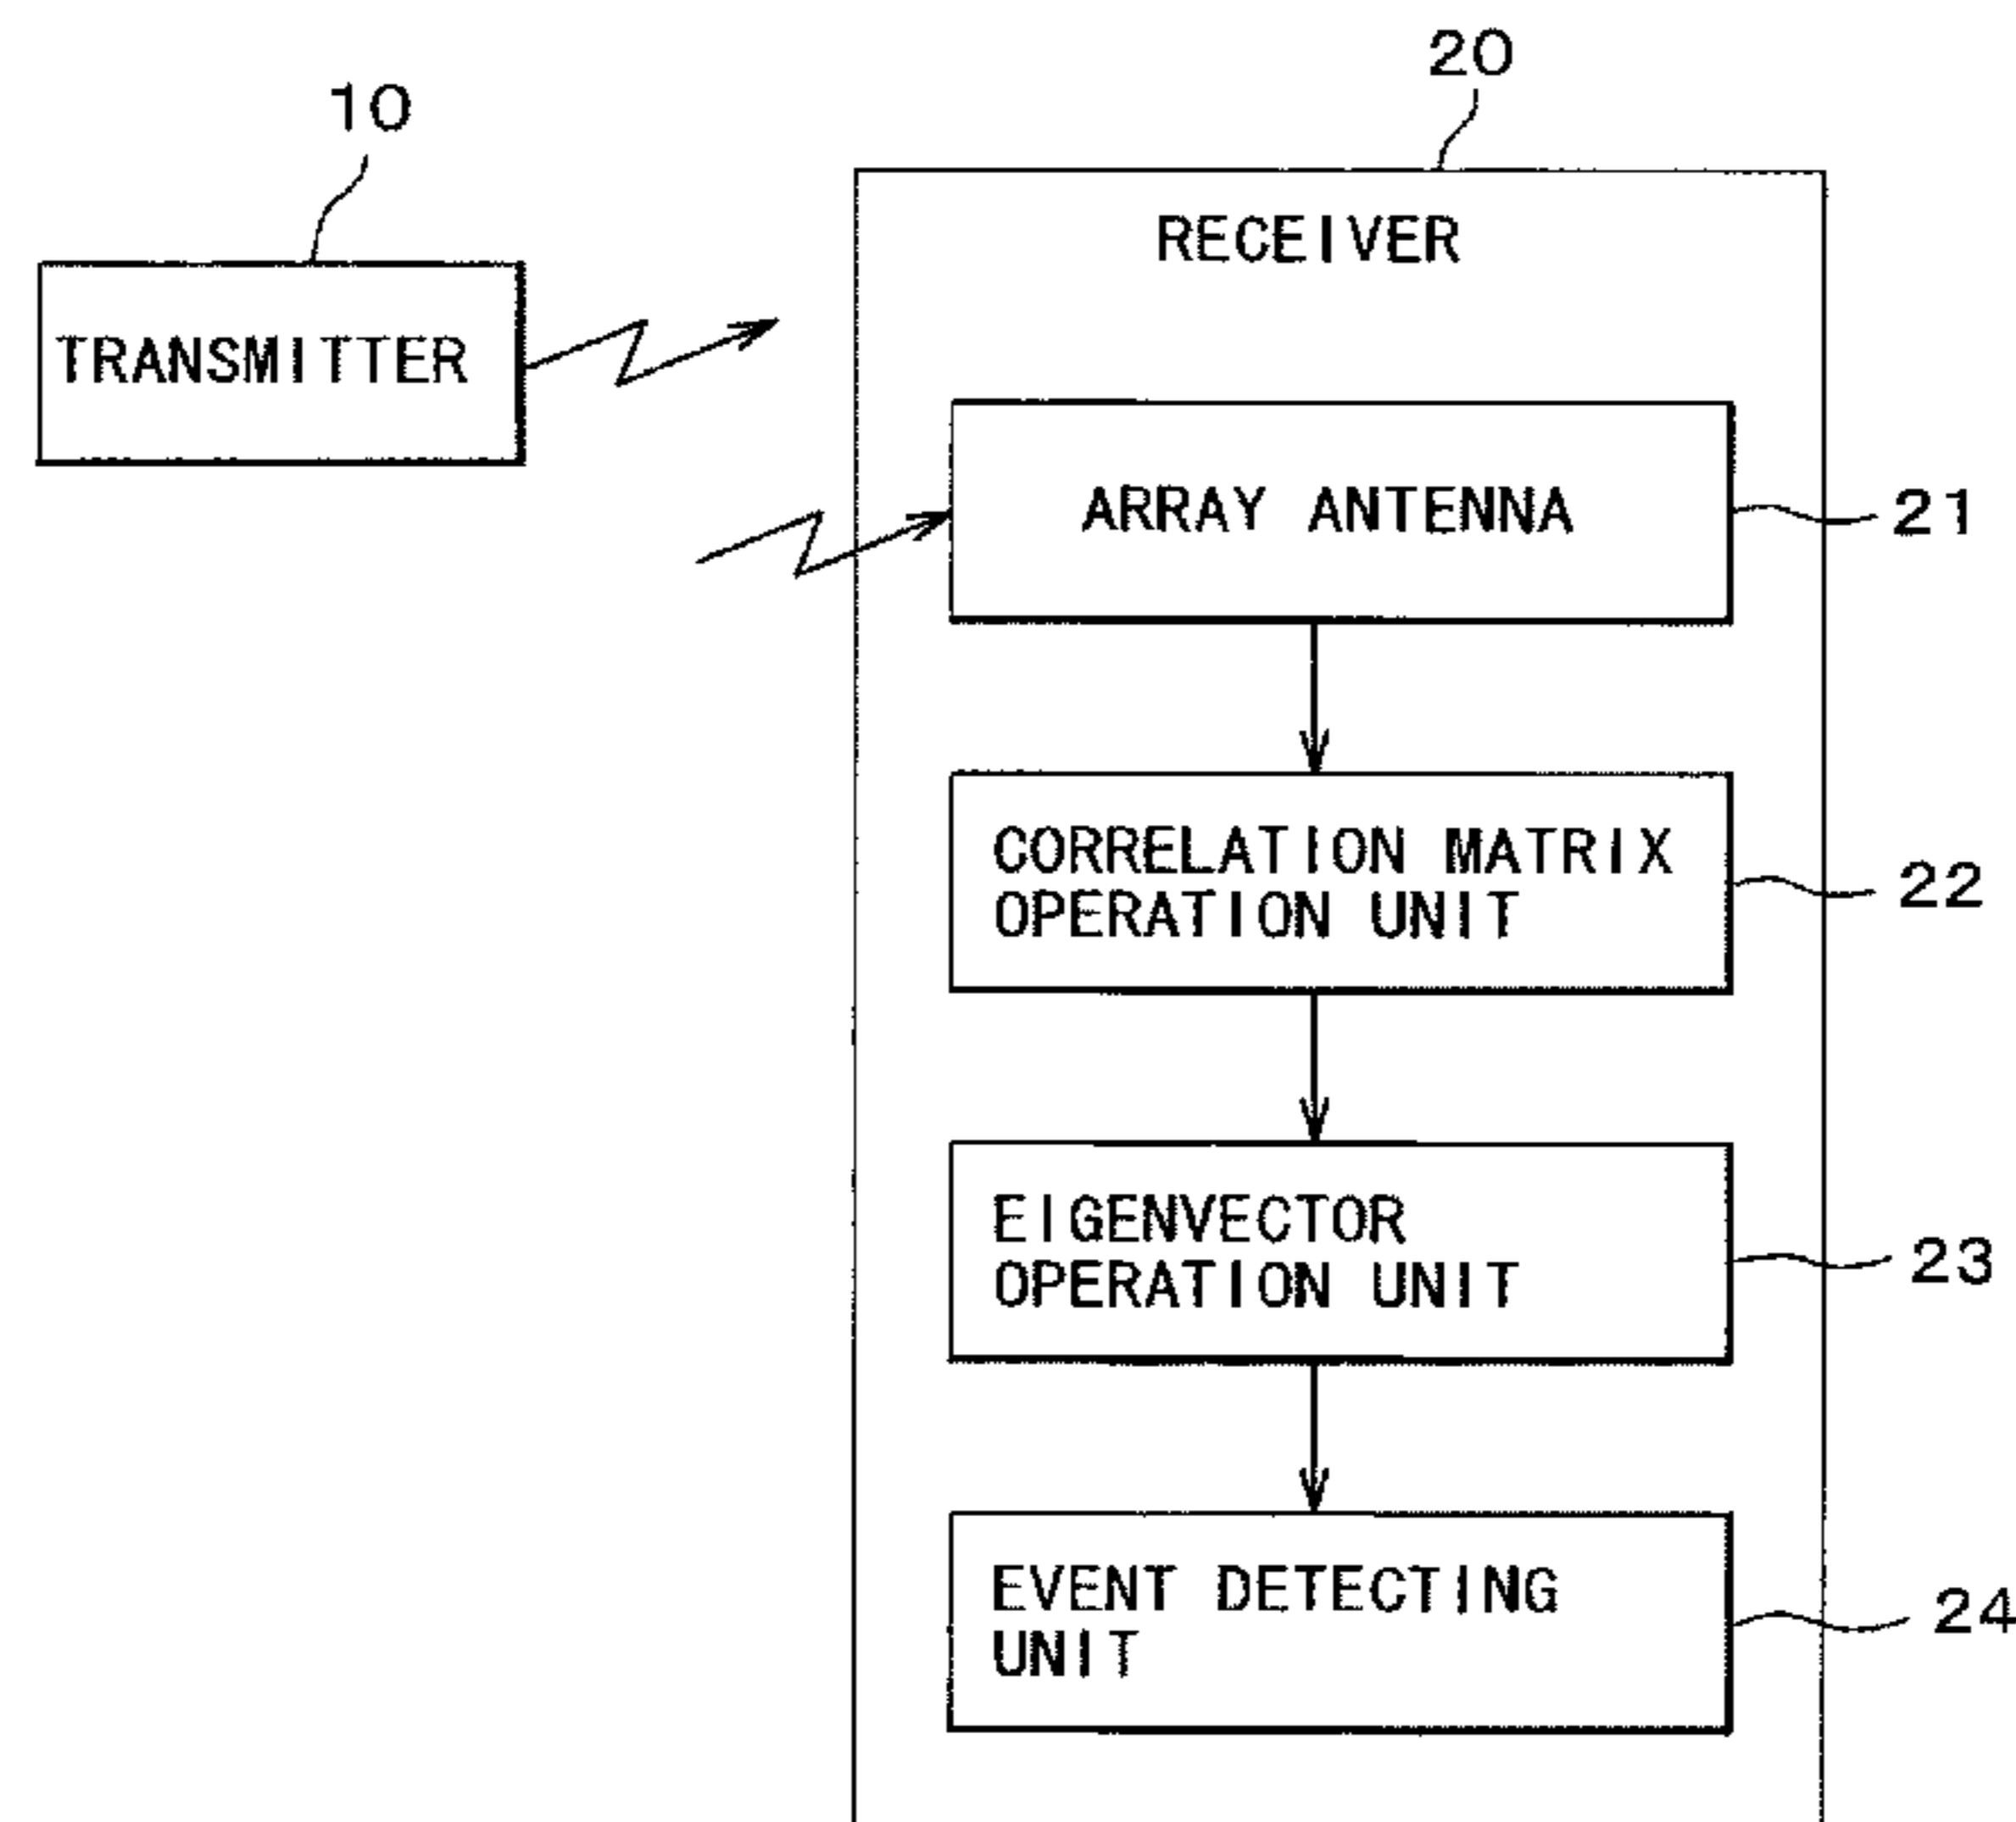 20
10
RECEIVER
TRANSMITTER
ARRAY ANTENNA
21
CORRELATION MATRIX
OPERATION UNIT
22
EIGENVECTOR
OPERATION UNIT
23
EVENT DETECTING
UNIT
24